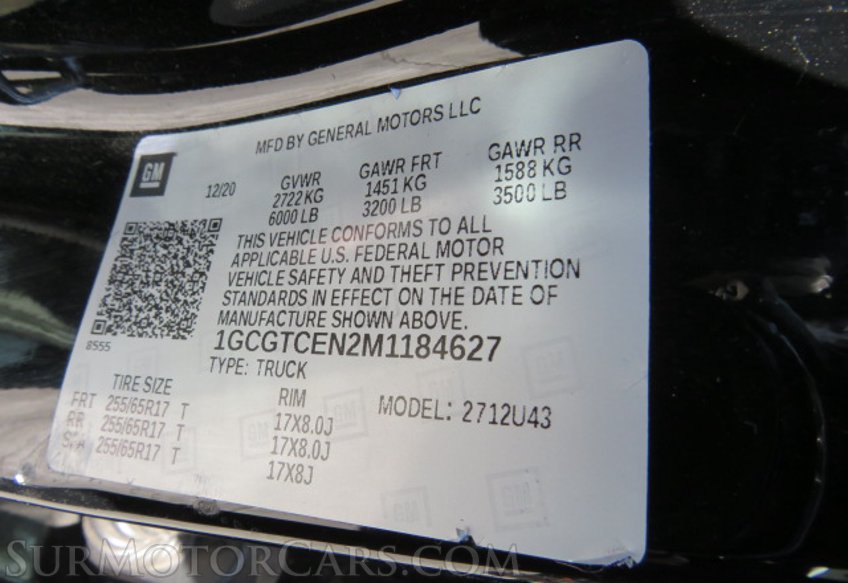 MFD BY GENERAL MOTORS LLC
GM
12/20
GVWR GAWR FRT GAWR RR
2722 KG 1451 KG 1588 KG
6000 LB 3200 LB 3500 LB
THIS VEHICLE CONFORMS TO ALL
APPLICABLE U.S. FEDERAL MOTOR
VEHICLE SAFETY AND THEFT PREVENTION
STANDARDS IN EFFECT ON THE DATE OF
MANUFACTURE SHOWN ABOVE.
8555
1GCGTCEN2M1184627
TYPE: TRUCK
TIRE SIZE RIM MODEL: 2712U43
FRT 255/65R17 T 17X8.0J
RR 255/65R17 T 17X8.0J
SPA 255/65R17 T 17X8J
SURMOTORCARS.COM